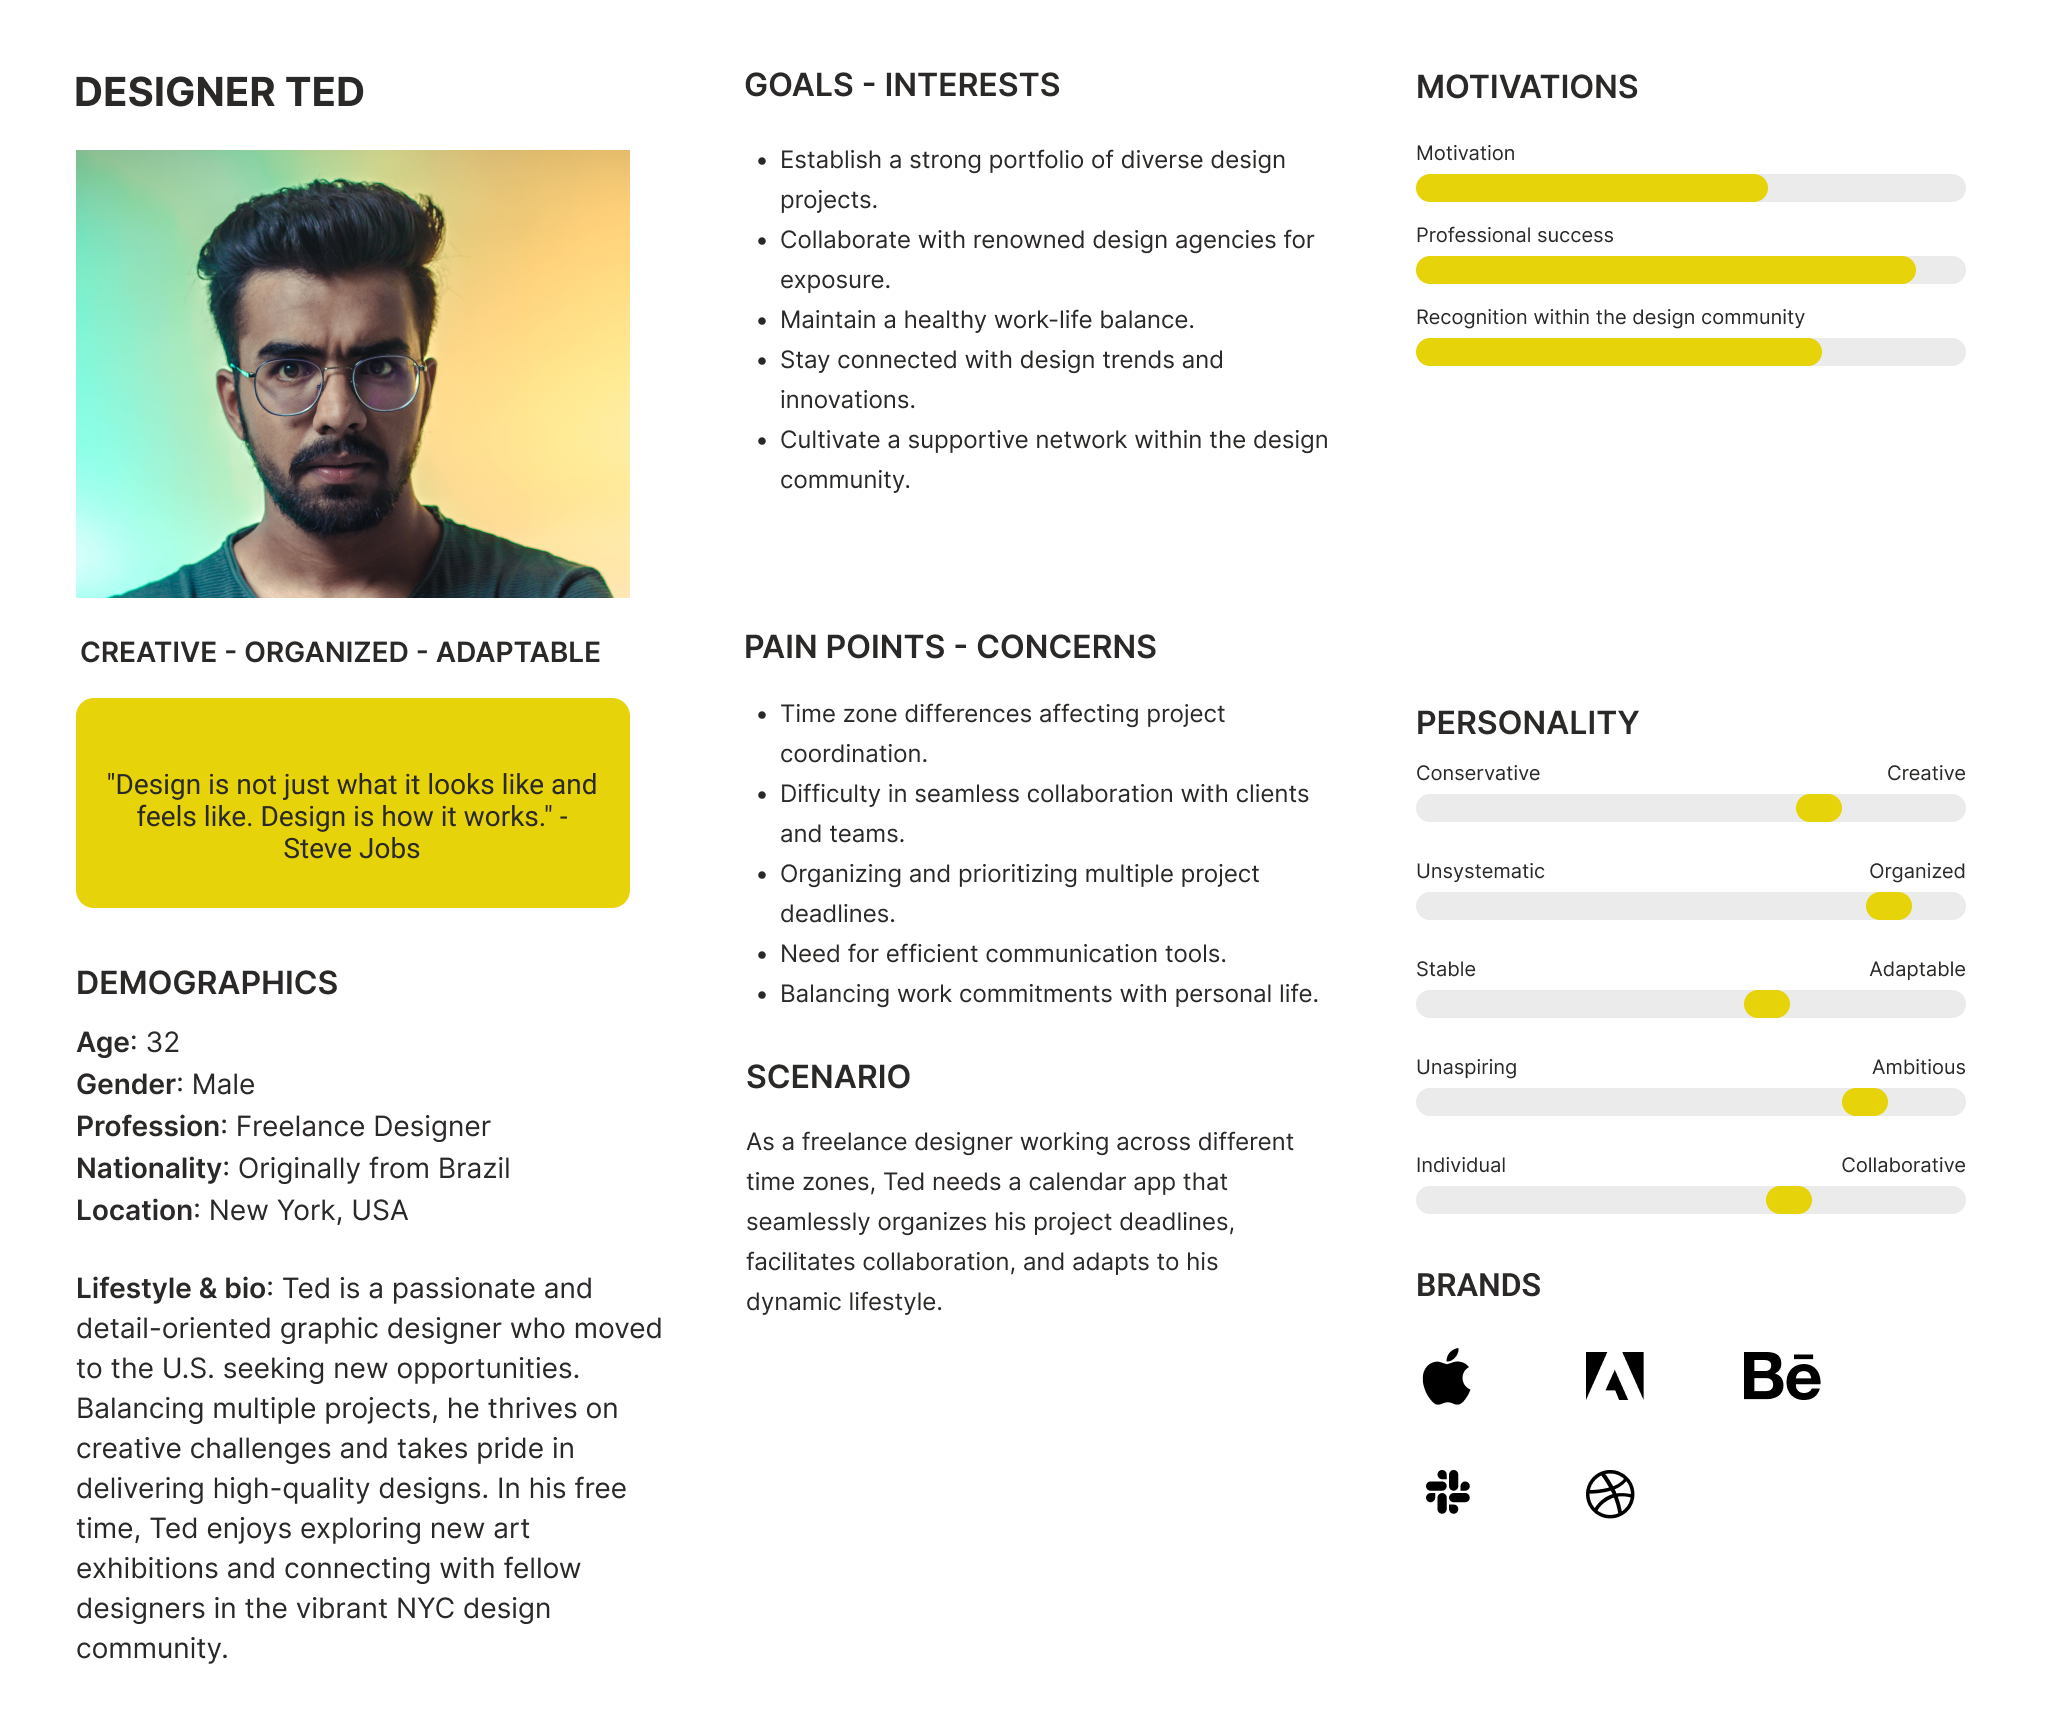 DESIGNER TED
CREATIVE - ORGANIZED - ADAPTABLE
"Design is not just what it looks like and
feels like. Design is how it works." -
Steve Jobs
DEMOGRAPHICS
Age: 32
Gender: Male
Profession: Freelance Designer
Nationality: Originally from Brazil
Location: New York, USA
Lifestyle & bio: Ted is a passionate and
detail-oriented graphic designer who moved
to the U.S. seeking new opportunities.
Balancing multiple projects, he thrives on
creative challenges and takes pride in
delivering high-quality designs. In his free
time, Ted enjoys exploring new art
exhibitions and connecting with fellow
designers in the vibrant NYC design
community.
GOALS - INTERESTS
• Establish a strong portfolio of diverse design
projects.
• Collaborate with renowned design agencies for
exposure.
• Maintain a healthy work-life balance.
• Stay connected with design trends and
innovations.
• Cultivate a supportive network within the design
community.
PAIN POINTS - CONCERNS
• Time zone differences affecting project
coordination.
• Difficulty in seamless collaboration with clients
and teams.
• Organizing and prioritizing multiple project
deadlines.
• Need for efficient communication tools.
• Balancing work commitments with personal life.
SCENARIO
As a freelance designer working across different
time zones, Ted needs a calendar app that
seamlessly organizes his project deadlines,
facilitates collaboration, and adapts to his
dynamic lifestyle.
MOTIVATIONS
Motivation
Professional success
Recognition within the design community
PERSONALITY
Conservative Creative
Unsystematic Organized
Stable Adaptable
Unaspiring Ambitious
Individual Collaborative
BRANDS
Bē